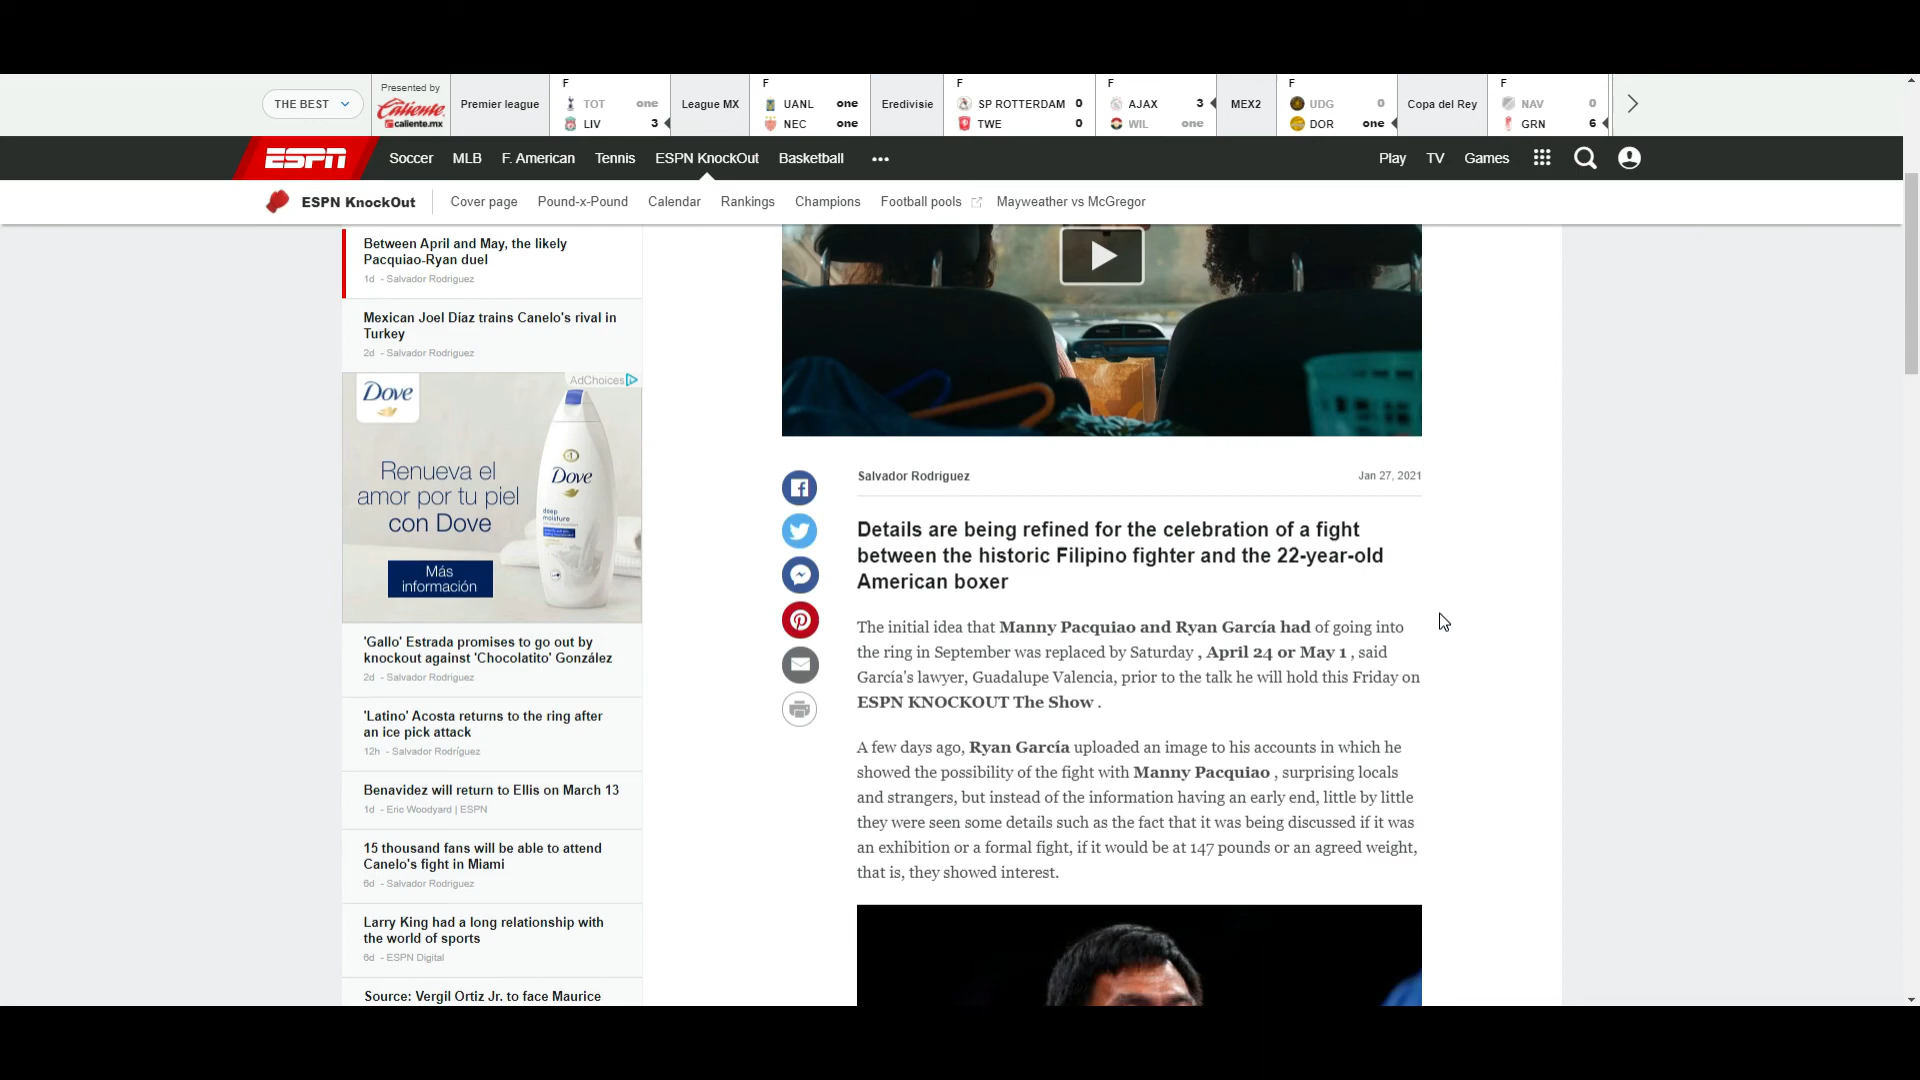 THE BEST
Presented by
Caliente
caliente.mx
Premier league
F
TOT one
LIV 3
League MX
F
UANL one
NEC one
Eredivisie
F
SP ROTTERDAM 0
TWE 0
F
AJAX 3
WIL one
MEX2
F
UDG 0
DOR one
Copa del Rey
F
NAV 0
GRN 6
ESPN
Soccer MLB F. American Tennis ESPN KnockOut Basketball
Play TV Games
ESPN KnockOut
Cover page Pound-x-Pound Calendar Rankings Champions Football pools Mayweather vs McGregor
Between April and May, the likely
Pacquiao-Ryan duel
1d - Salvador Rodriguez
Mexican Joel Díaz trains Canelo's rival in
Turkey
2d - Salvador Rodriguez
AdChoices
Dove
Renueva el
amor por tu piel
con Dove
Más
información
Dove
deep
moisture
'Gallo' Estrada promises to go out by
knockout against 'Chocolatito' González
2d - Salvador Rodriguez
'Latino' Acosta returns to the ring after
an ice pick attack
12h - Salvador Rodríguez
Benavidez will return to Ellis on March 13
1d - Eric Woodyard | ESPN
15 thousand fans will be able to attend
Canelo's fight in Miami
6d - Salvador Rodriguez
Larry King had a long relationship with
the world of sports
6d - ESPN Digital
Source: Vergil Ortiz Jr. to face Maurice
Salvador Rodríguez
Jan 27, 2021
Details are being refined for the celebration of a fight
between the historic Filipino fighter and the 22-year-old
American boxer
The initial idea that Manny Pacquiao and Ryan García had of going into
the ring in September was replaced by Saturday , April 24 or May 1 , said
García's lawyer, Guadalupe Valencia, prior to the talk he will hold this Friday on
ESPN KNOCKOUT The Show .
A few days ago, Ryan García uploaded an image to his accounts in which he
showed the possibility of the fight with Manny Pacquiao , surprising locals
and strangers, but instead of the information having an early end, little by little
they were seen some details such as the fact that it was being discussed if it was
an exhibition or a formal fight, if it would be at 147 pounds or an agreed weight,
that is, they showed interest.